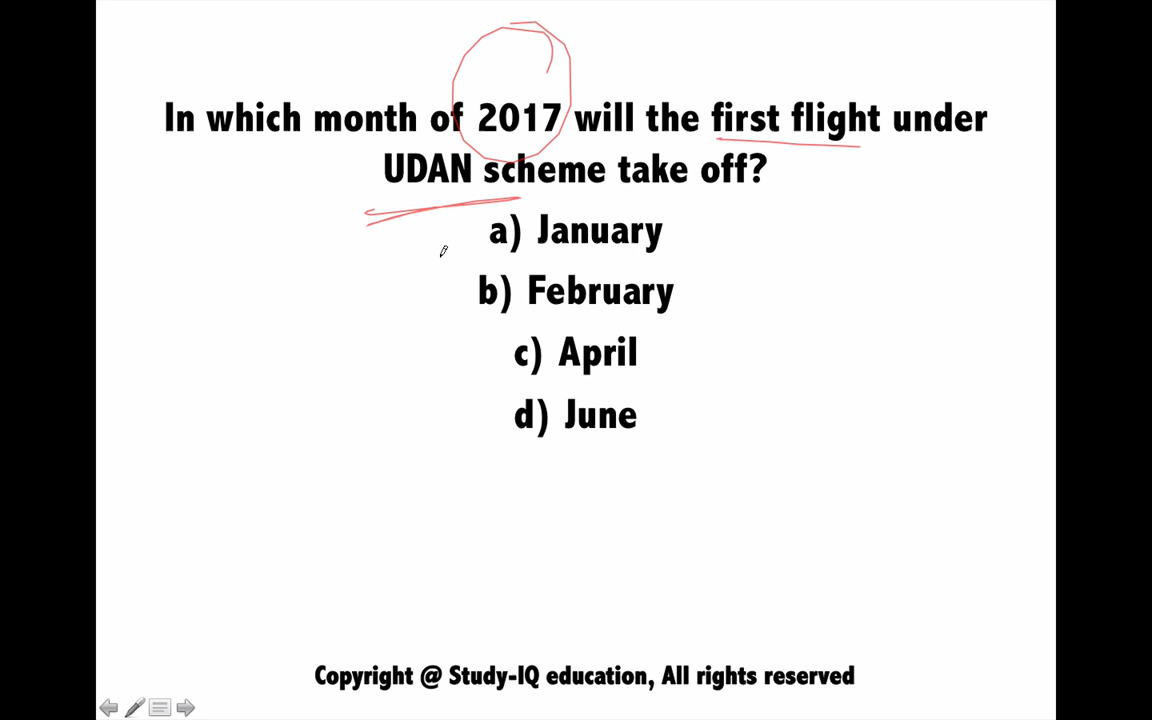 In which month of 2017 will the first flight under
UDAN scheme take off?
a) January
b) February
c) April
d) June
Copyright @ Study-IQ education, All rights reserved